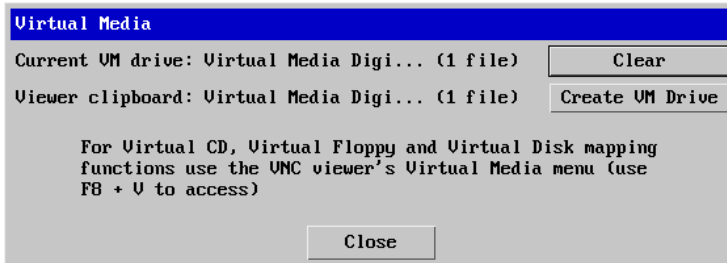 Virtual Media
Current VM drive: Virtual Media Digi... (1 file) Clear
Viewer clipboard: Virtual Media Digi... (1 file) Create VM Drive
For Virtual CD, Virtual Floppy and Virtual Disk mapping
functions use the VNC viewer's Virtual Media menu (use
F8 + V to access)
Close